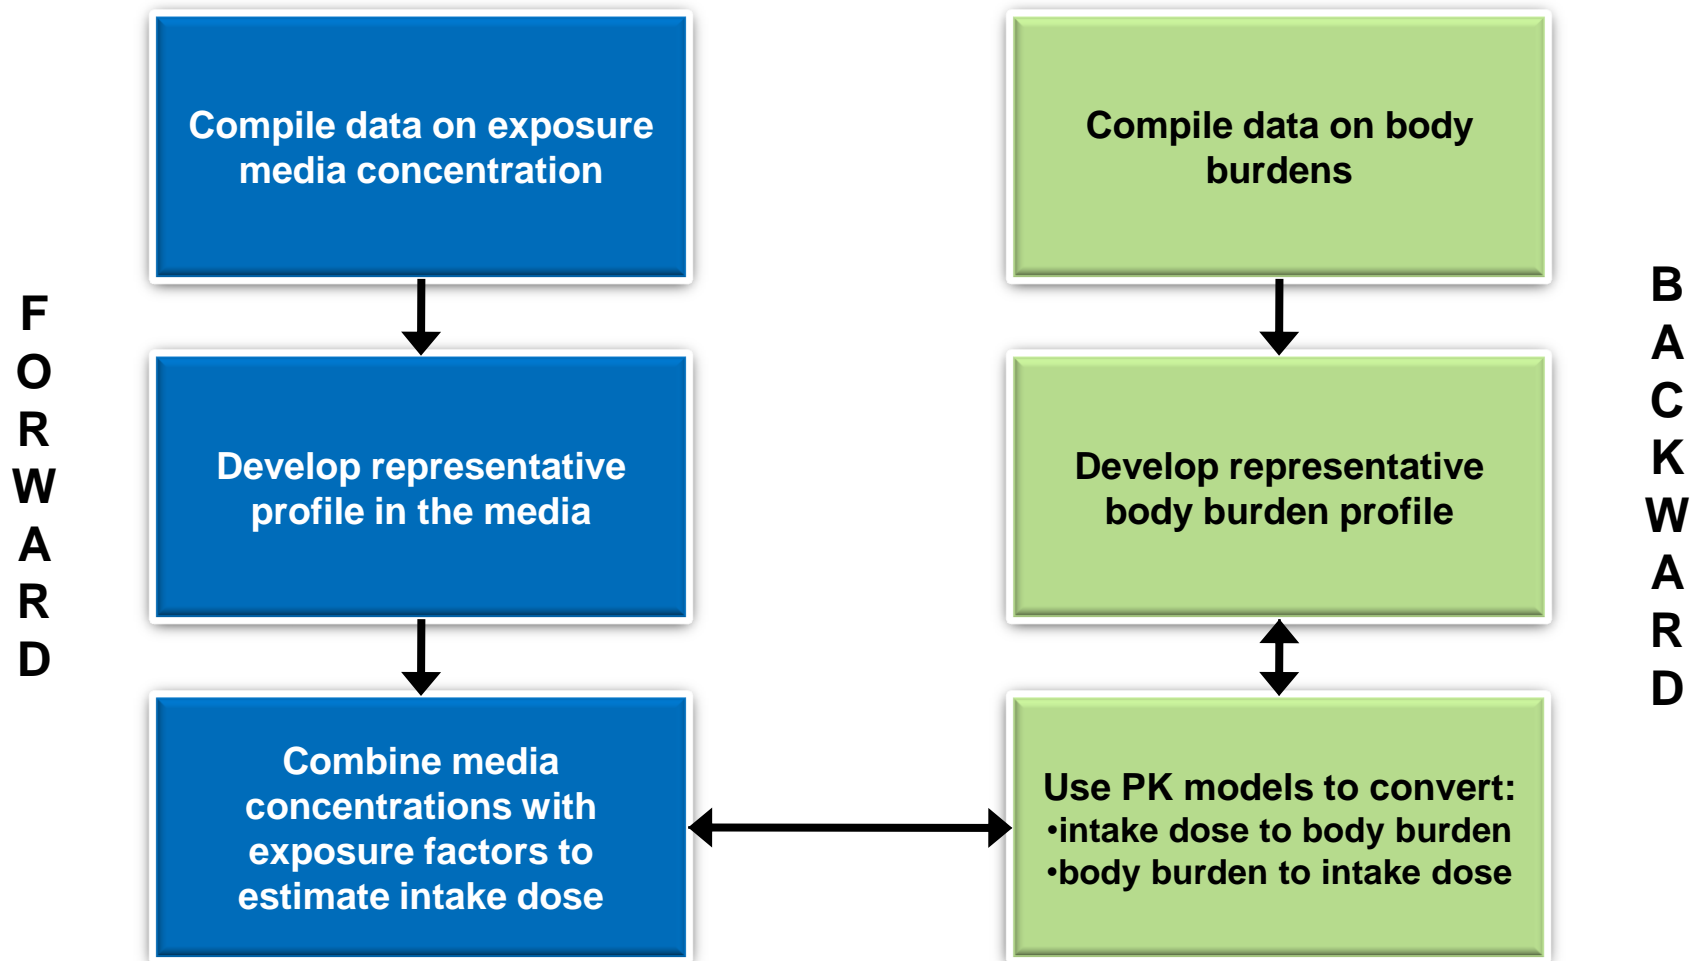 FORWARD
Compile data on exposure
media concentration
Develop representative
profile in the media
Combine media
concentrations with
exposure factors to
estimate intake dose
Compile data on body
burdens
Develop representative
body burden profile
Use PK models to convert:
•intake dose to body burden
•body burden to intake dose
BACKWARD